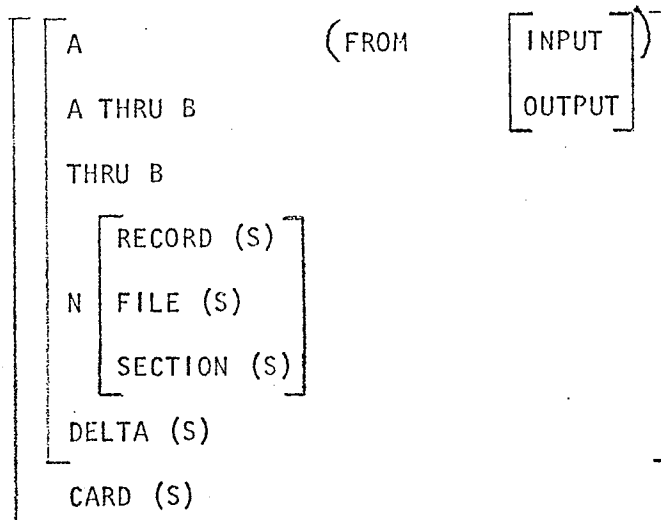 A (FROM INPUT)
OUTPUT
A THRU B
THRU B
RECORD (S)
N FILE (S)
SECTION (S)
DELTA (S)
CARD (S)